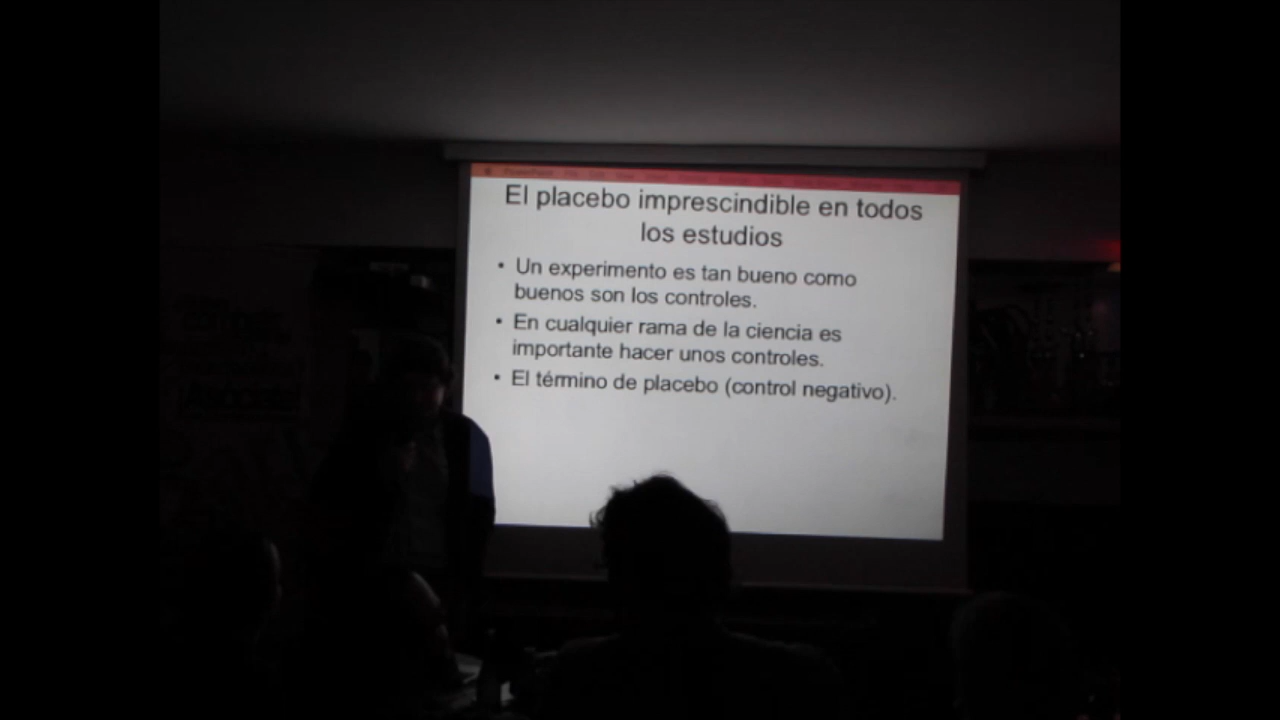 El placebo imprescindible en todos
los estudios
• Un experimento es tan bueno como
buenos son los controles.
• En cualquier rama de la ciencia es
importante hacer unos controles.
• El término de placebo (control negativo).